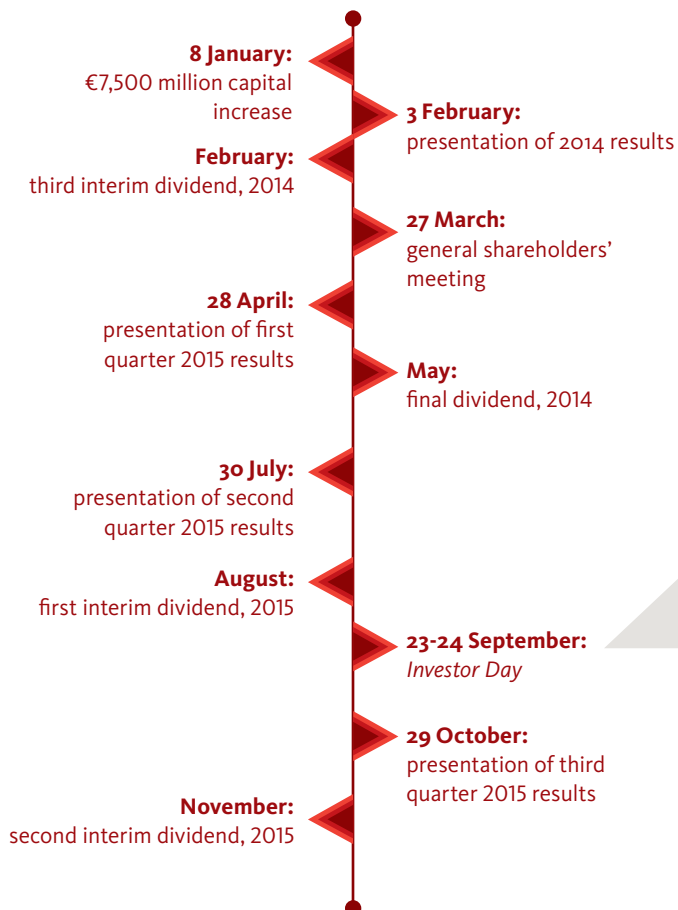 8 January:
€7,500 million capital
increase
3 February:
presentation of 2014 results
February:
third interim dividend, 2014
27 March:
general shareholders’
meeting
28 April:
presentation of first
quarter 2015 results
May:
final dividend, 2014
30 July:
presentation of second
quarter 2015 results
August:
first interim dividend, 2015
23-24 September:
Investor Day
29 October:
presentation of third
quarter 2015 results
November:
second interim dividend, 2015